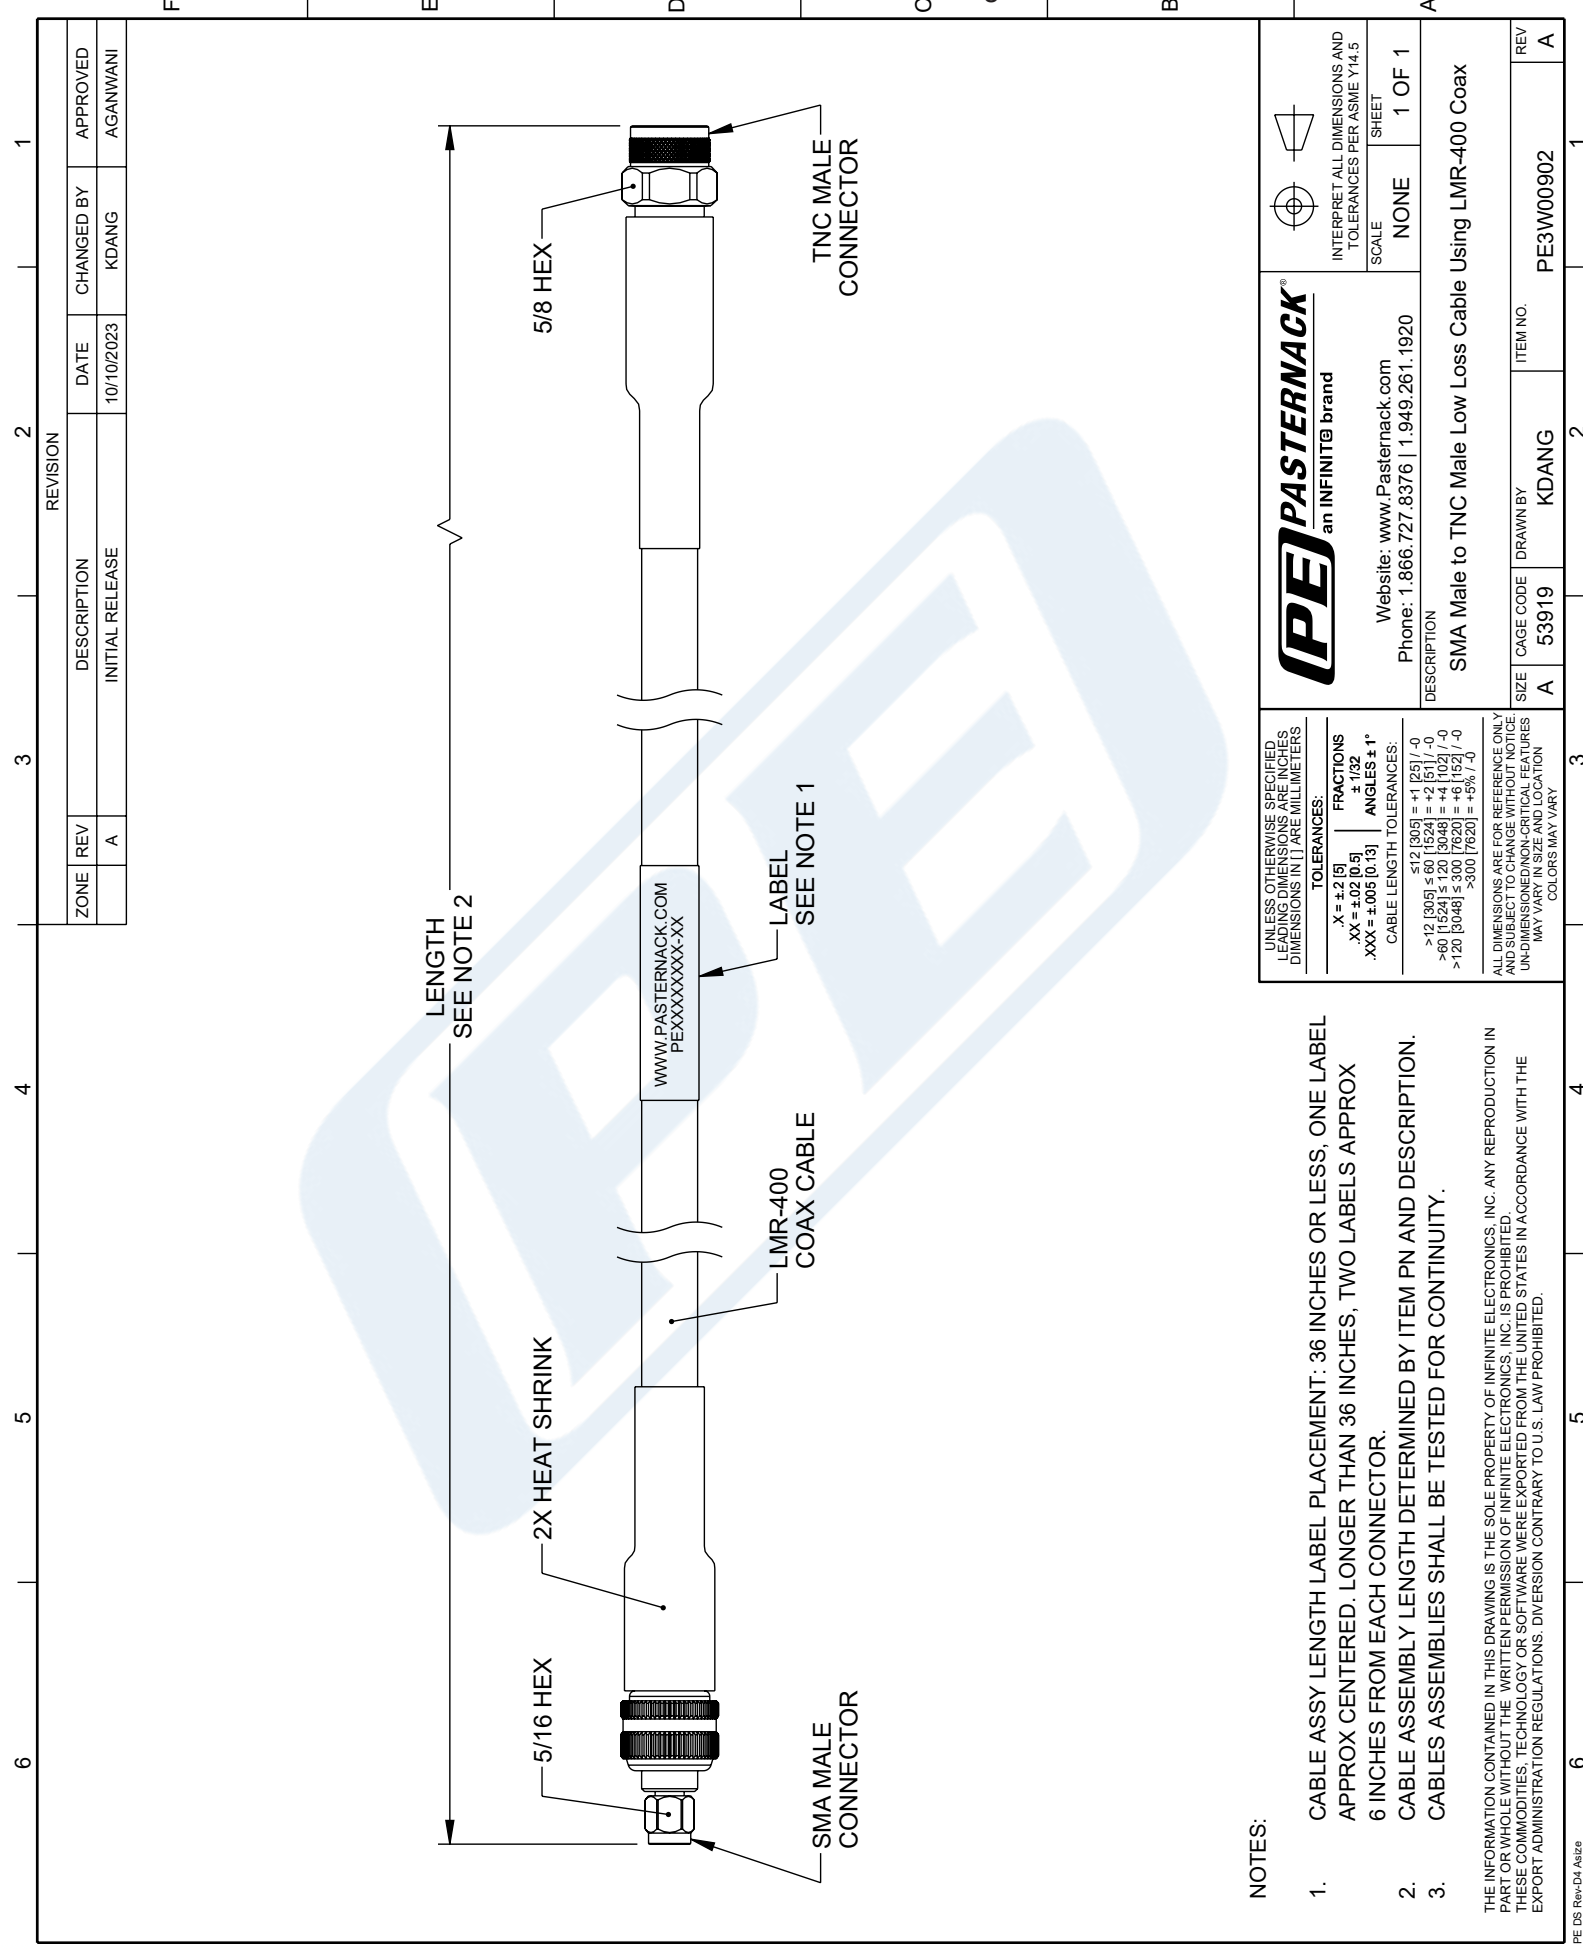 6
5
4
3
2
1
F
E
D
C
B
A
REVISION
ZONE
REV
DESCRIPTION
DATE
CHANGED BY
APPROVED
A
INITIAL RELEASE
10/10/2023
KDANG
AGANWANI
LENGTH
SEE NOTE 2
5/16 HEX
2X HEAT SHRINK
5/8 HEX
WWW.PASTERNACK.COM
PEXXXXXXXX-XX
SMA MALE
CONNECTOR
LMR-400
COAX CABLE
LABEL
SEE NOTE 1
TNC MALE
CONNECTOR
NOTES:
1. CABLE ASSY LENGTH LABEL PLACEMENT: 36 INCHES OR LESS, ONE LABEL
APPROX CENTERED. LONGER THAN 36 INCHES, TWO LABELS APPROX
6 INCHES FROM EACH CONNECTOR.
2. CABLE ASSEMBLY LENGTH DETERMINED BY ITEM PN AND DESCRIPTION.
3. CABLES ASSEMBLIES SHALL BE TESTED FOR CONTINUITY.
THE INFORMATION CONTAINED IN THIS DRAWING IS THE SOLE PROPERTY OF INFINITE ELECTRONICS, INC. ANY REPRODUCTION IN
PART OR WHOLE WITHOUT THE WRITTEN PERMISSION OF INFINITE ELECTRONICS, INC. IS PROHIBITED.
THESE COMMODITIES, TECHNOLOGY OR SOFTWARE WERE EXPORTED FROM THE UNITED STATES IN ACCORDANCE WITH THE
EXPORT ADMINISTRATION REGULATIONS. DIVERSION CONTRARY TO U.S. LAW PROHIBITED.
UNLESS OTHERWISE SPECIFIED
LEADING DIMENSIONS ARE INCHES
DIMENSIONS IN [ ] ARE MILLIMETERS
TOLERANCES:
.X = ±.2 [5]
.XX = ±.02 [0.5]
.XXX = ±.005 [0.13]
FRACTIONS
± 1/32
ANGLES ± 1°
CABLE LENGTH TOLERANCES:
≤12 [305] = +1 [25] / -0
>12 [305] ≤ 60 [1524] = +2 [51] / -0
>60 [1524] ≤ 120 [3048] = +4 [102] / -0
>120 [3048] ≤ 300 [7620] = +6 [152] / -0
>300 [7620] = +5% / -0
ALL DIMENSIONS ARE FOR REFERENCE ONLY
AND SUBJECT TO CHANGE WITHOUT NOTICE.
UN-DIMENSIONED/NON-CRITICAL FEATURES
MAY VARY IN SIZE AND LOCATION
COLORS MAY VARY
PE PASTERNACK®
an INFINIT@ brand
Website: www.Pasternack.com
Phone: 1.866.727.8376 | 1.949.261.1920
INTERPRET ALL DIMENSIONS AND
TOLERANCES PER ASME Y14.5
SCALE
NONE
SHEET
1 OF 1
DESCRIPTION
SMA Male to TNC Male Low Loss Cable Using LMR-400 Coax
SIZE
A
CAGE CODE
53919
DRAWN BY
KDANG
ITEM NO.
PE3W00902
REV
A
PE DS Rev-D4 Asize
6
5
4
3
2
1
PE